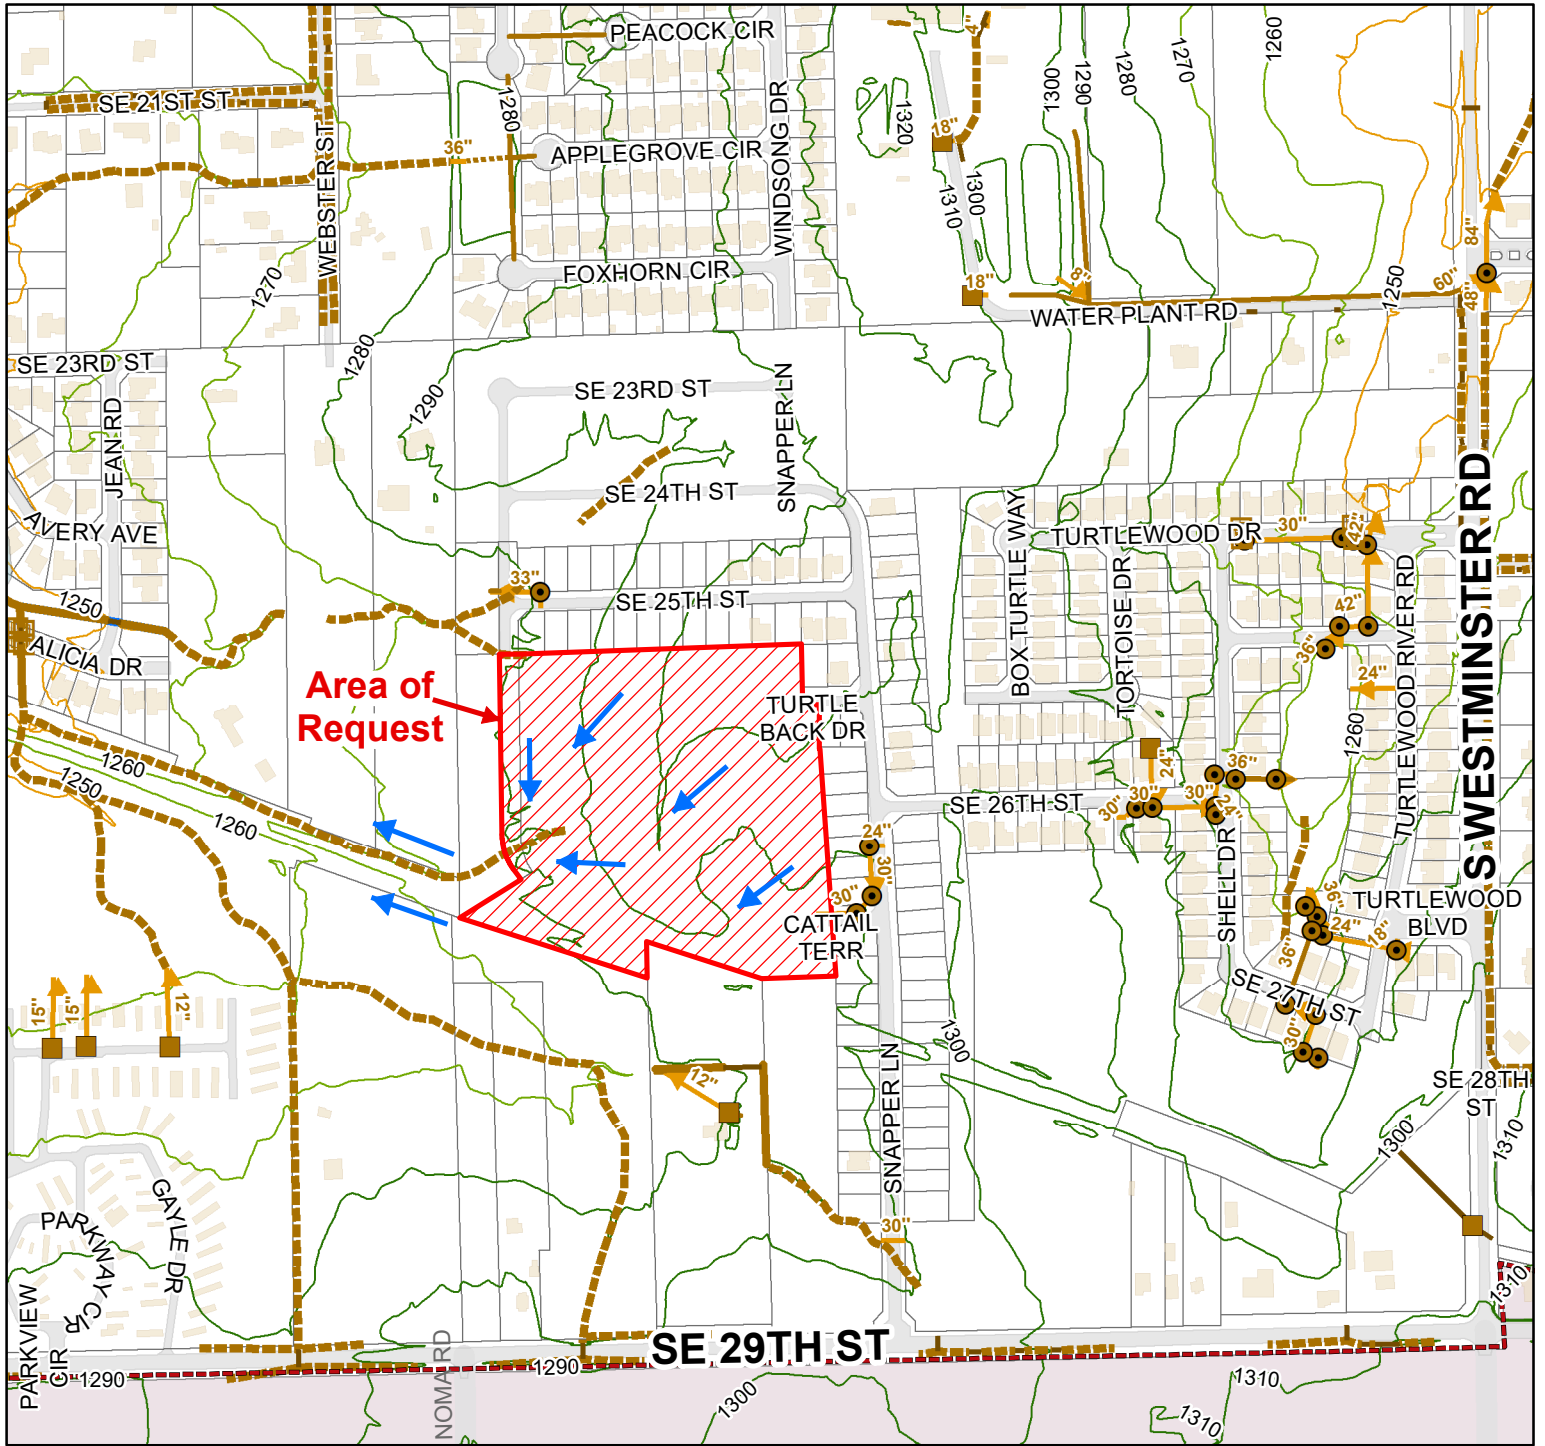 PEACOCK CIR
4"
1260
1270
1280
1290
1300
SE 21ST ST
1280
WINDSONG DR
1320
18"
WEBSTER ST
36"
APPLEGROVE CIR
1300
1310
84"
FOXHORN CIR
1270
18"
8"
60"
48"
1250
WATER PLANT RD
SE 23RD ST
1280
1290
SE 23RD ST
SNAPPER LN
JEAN RD
SE 24TH ST
AVERY AVE
BOX TURTLE WAY
TURTLEWOOD DR
30"
42"
S WESTMINSTER RD
33"
1250
SE 25TH ST
TORTOISE DR
42"
TURTLEWOOD RIVER RD
36"
ALICIA DR
24"
Area of
Request
TURTLE
BACK DR
1260
1260
1250
24"
36"
1260
SE 26TH ST
30"
30"
30"
24"
24"
30"
30"
SHELL DR
36"
TURTLEWOOD
BLVD
CATTAIL
TERR
24"
18"
36"
SE 27TH ST
15"
15"
12"
30"
1300
SNAPPER LN
12"
SE 28TH
ST
1300
1310
GAYLE DR
PARKWAY CIR
30"
PARKVIEW
CIR
1310
SE 29TH ST
NOMA RD
1290
1290
1300
1310
1310